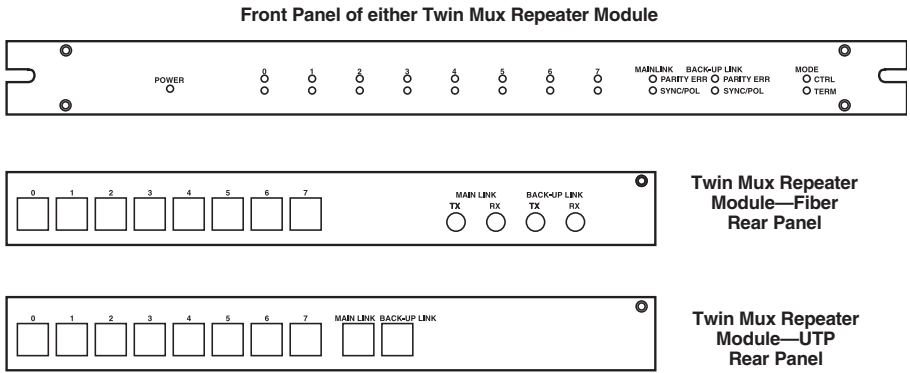 Front Panel of either Twin Mux Repeater Module
POWER
0 1 2 3 4 5 6 7
MAINLINK BACK-UP LINK
PARITY ERR PARITY ERR
SYNC/POL SYNC/POL
MODE
CTRL
TERM
0 1 2 3 4 5 6 7
MAIN LINK BACK-UP LINK
TX RX TX RX
Twin Mux Repeater
Module—Fiber
Rear Panel
0 1 2 3 4 5 6 7 MAIN LINK BACK-UP LINK
Twin Mux Repeater
Module—UTP
Rear Panel